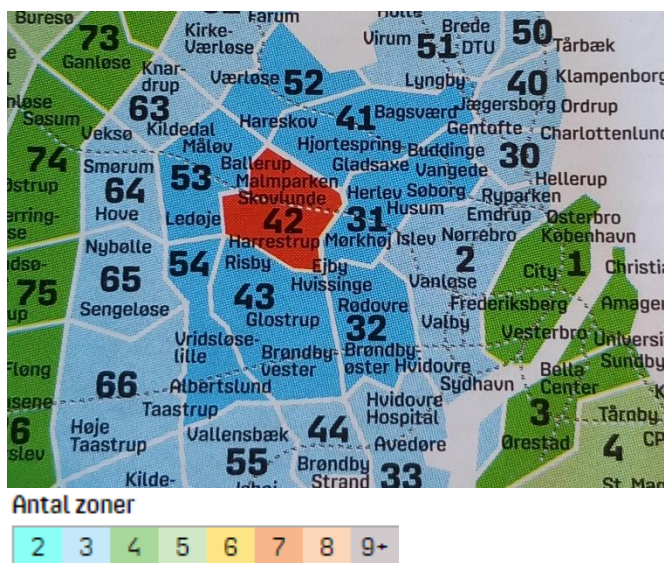 Buresø
Farum
Holte
73
Ganløse
Kirke-
Værløse
Virum
51
Brede
DTU
50
Tårbæk
Knar-
drup
Værløse
52
Lyngby
40
Klampenborg
63
Søsum
Veksø
Kildedal
Hareskov
41
Bagsværd
Jægersborg
Ordrup
Måløv
Hjortespring
Buddinge
Gentofte
Charlottenlund
74
Smørum
64
Hove
53
Ballerup
Malmparken
Skovlunde
Gladsaxe
Vangede
30
Hellerup
Herlev
Søborg
Ryparken
Emdrup
Østerbro
Ledøje
42
31
Husum
Harrestrup
Mørkhøj
Islev
Nørrebro
København
Nybølle
54
Risby
Ejby
Hvissinge
2
Vanløse
City
1
Christia
65
75
Sengeløse
43
Glostrup
Rødovre
32
Frederiksberg
Valby
Vesterbro
Amager
Universi
Sundby
Fløng
Vridsløse-
lille
Brøndby-
vester
Brøndby-
øster
Hvidovre
Sydhavn
Bella
Center
66
Albertslund
Taastrup
Hvidovre
Hospital
3
Tårnby
Høje
Taastrup
Vallensbæk
44
Avedøre
Ørestad
4
CP
55
Brøndby
Strand
33
Kilde-
St. Mag
Antal zoner
2 3 4 5 6 7 8 9+